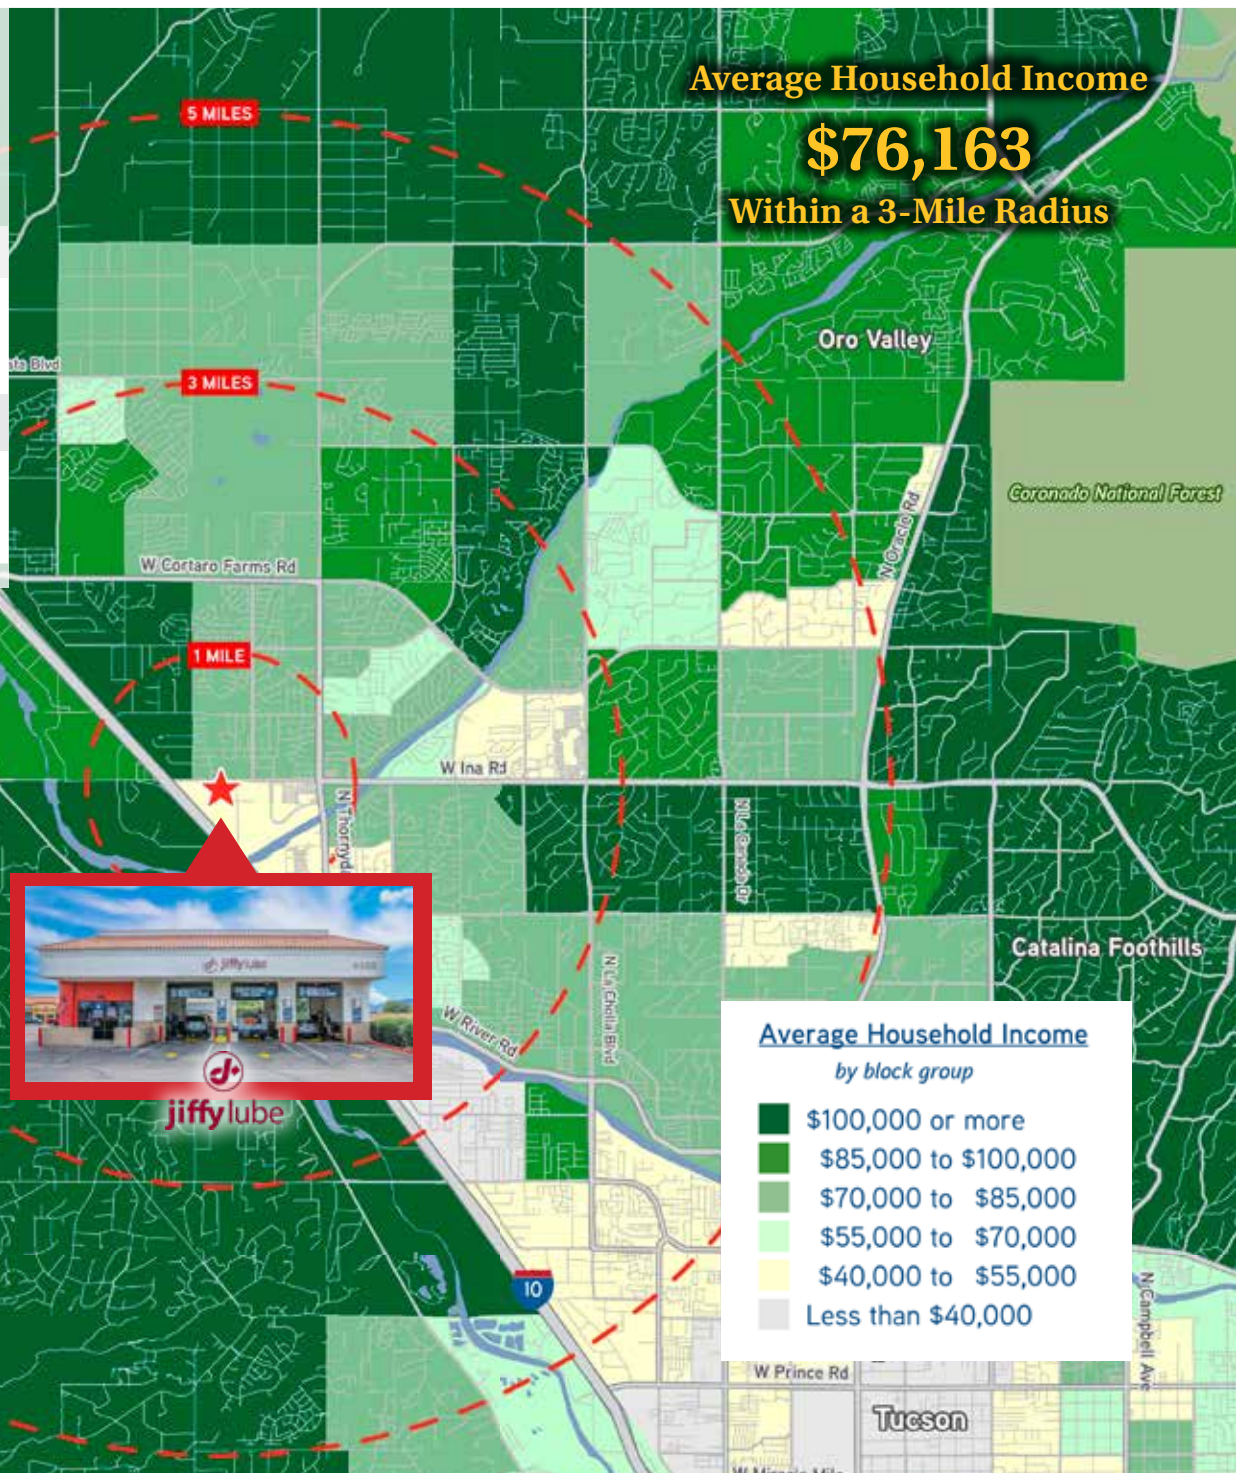 Average Household Income
$76,163
Within a 3-Mile Radius
5 MILES
Oro Valley
Blvd
3 MILES
Coronado National Forest
N Oracle Rd
W Cortaro Farms Rd
1 MILE
W Ina Rd
N Thornyd
Catalina Foothills
jiffy lube
N La Cholla Blvd
W River Rd
jiffy lube
Average Household Income
by block group
$100,000 or more
$85,000 to $100,000
$70,000 to $85,000
$55,000 to $70,000
$40,000 to $55,000
Less than $40,000
10
N Campbell Ave
W Prince Rd
Tucson